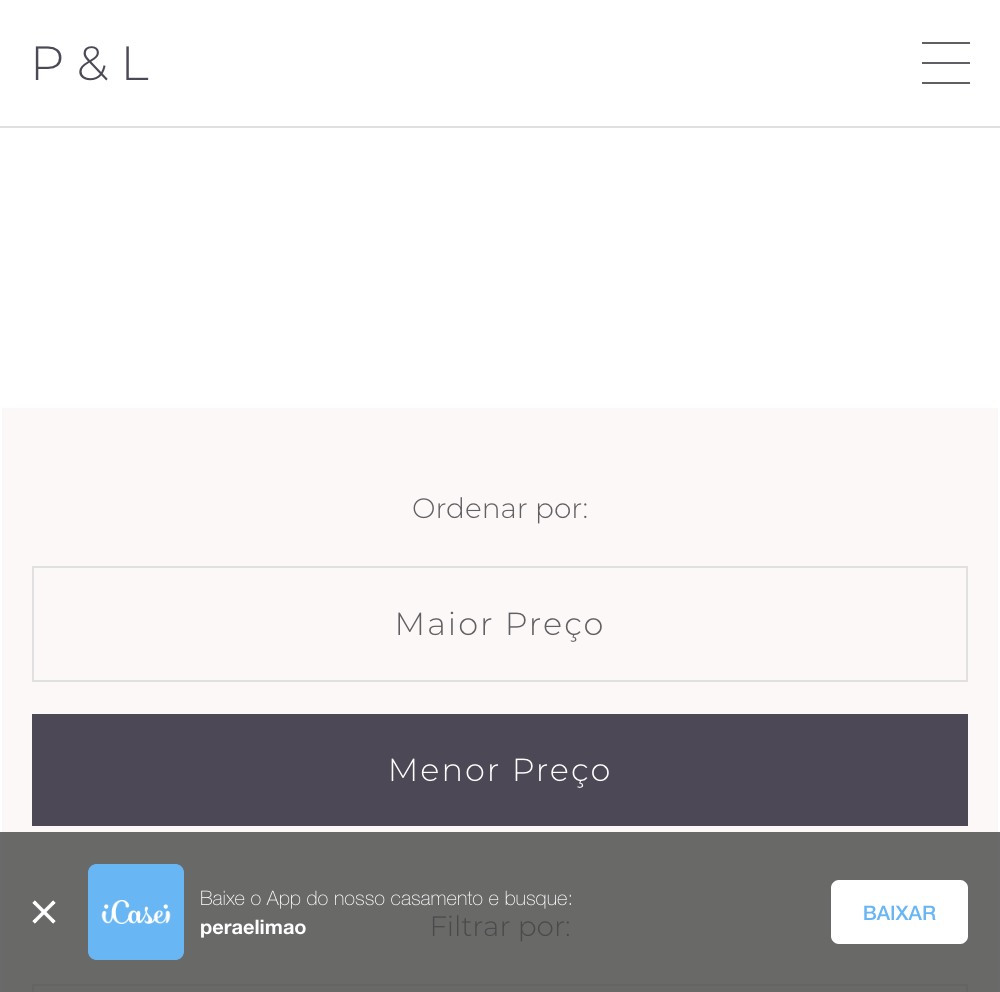 P & L
Ordenar por:
Maior Preço
Menor Preço
iCasei
Baixe o App do nosso casamento e busque:
peraelimao
Filtrar por:
BAIXAR